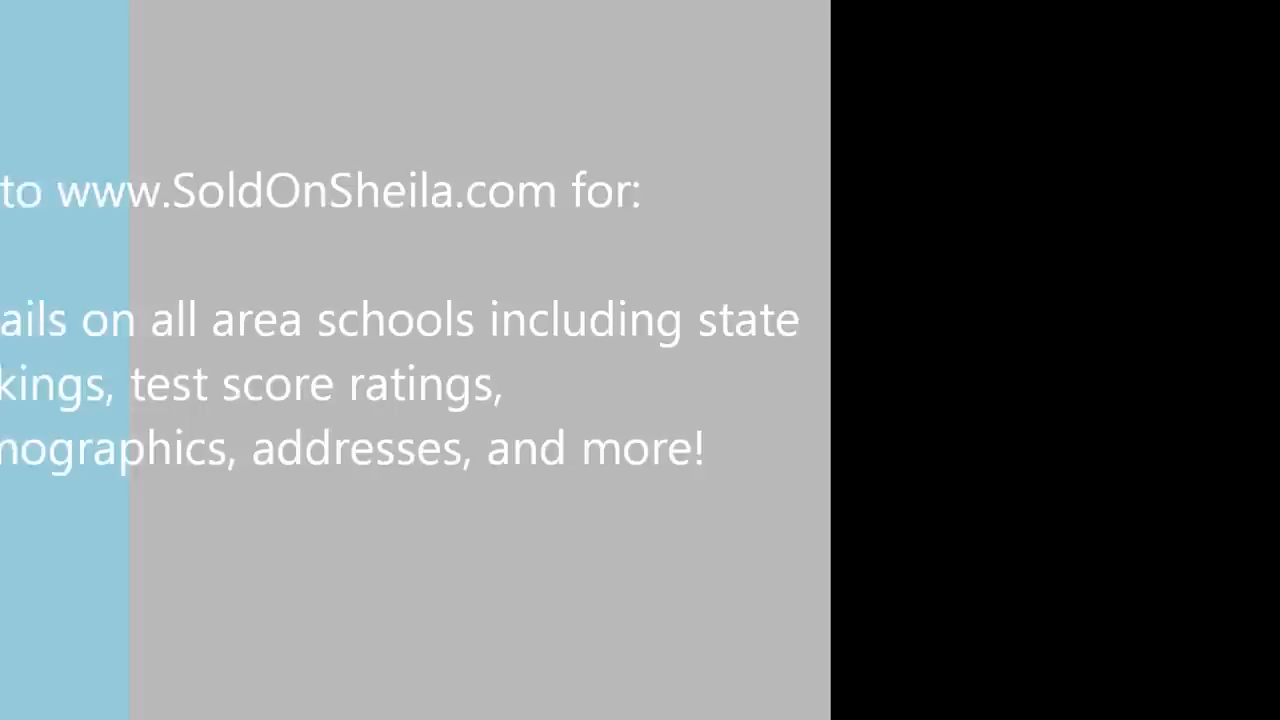 to www.SoldOnSheila.com for:
ails on all area schools including state
kings, test score ratings,
mographics, addresses, and more!